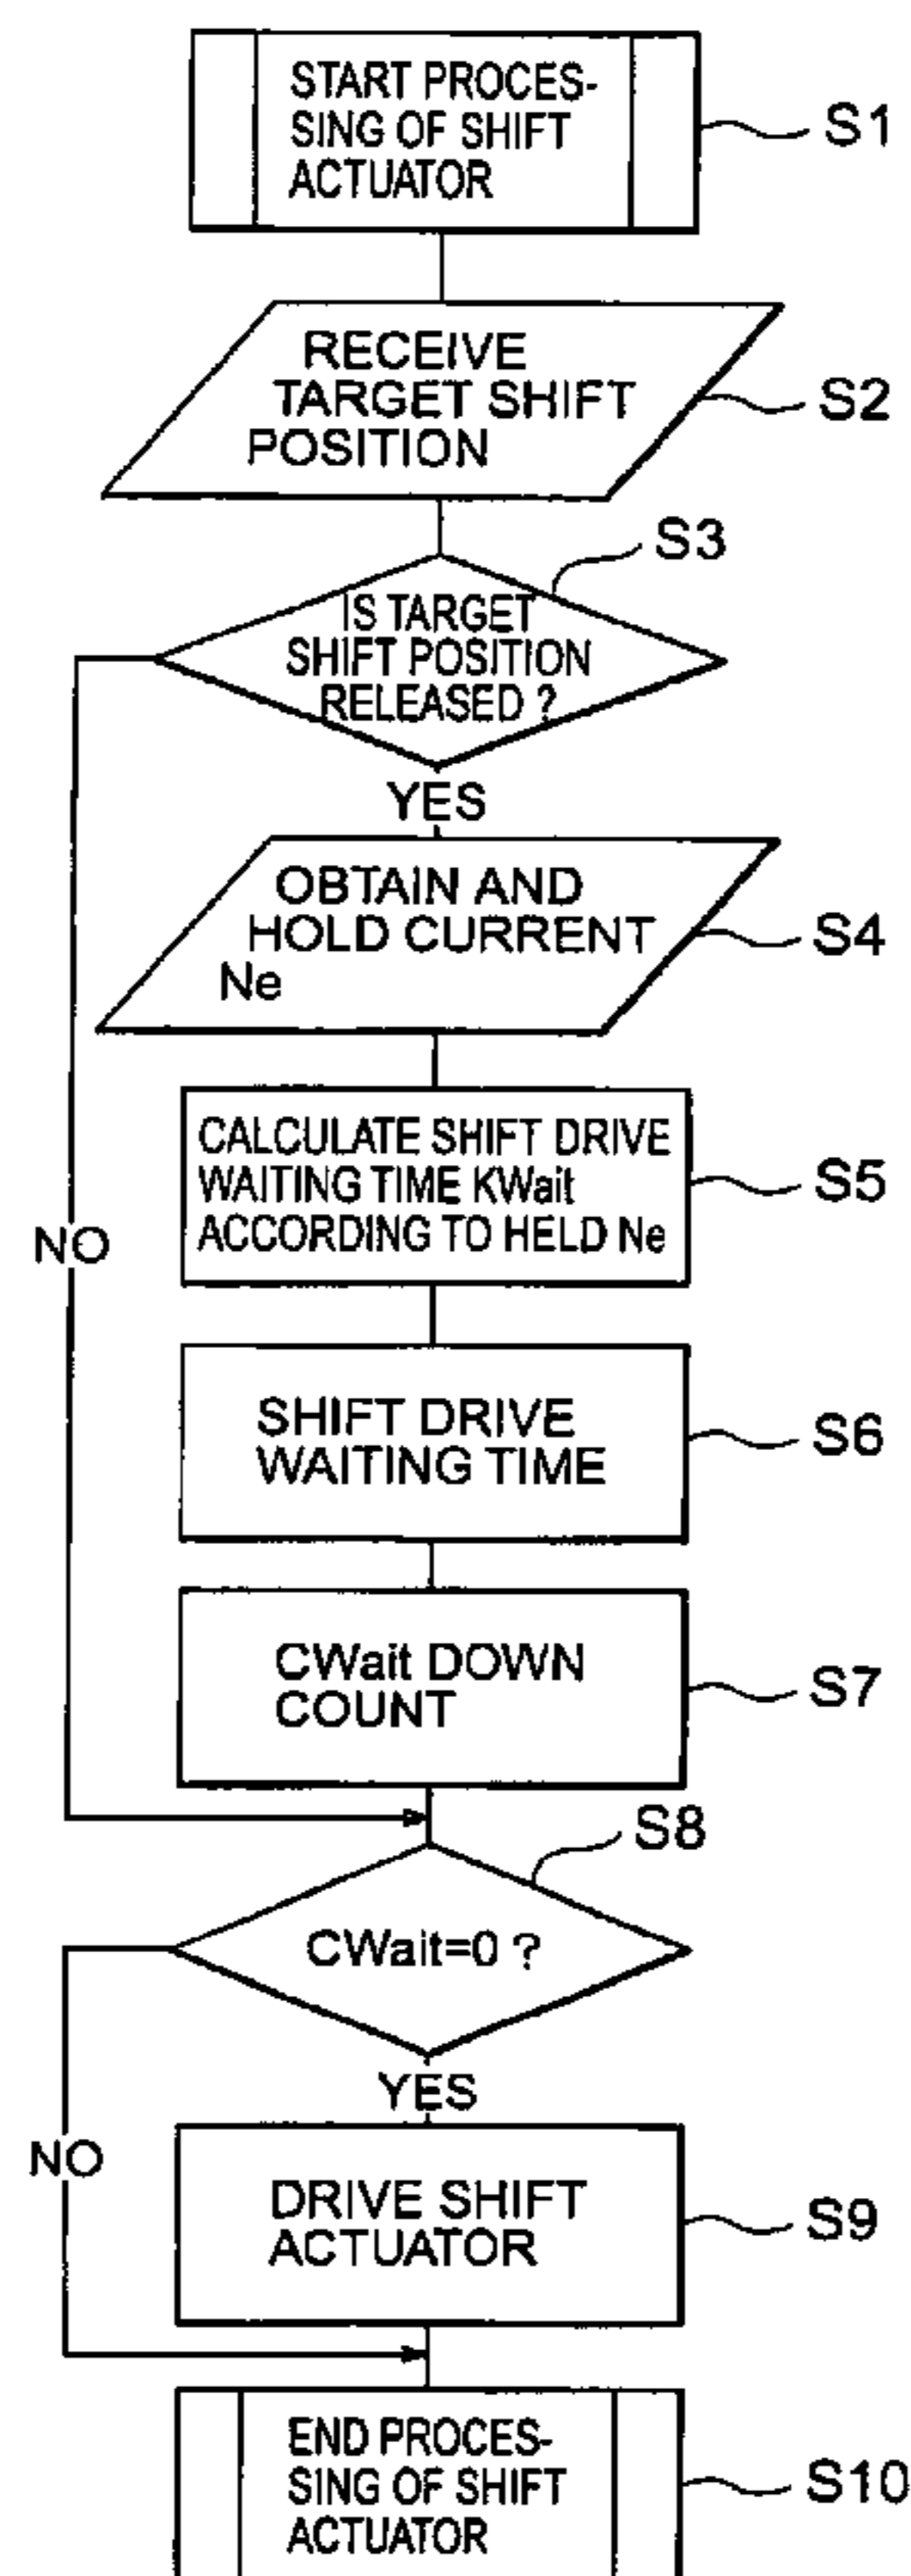 START PROCES-
SING OF SHIFT
ACTUATOR
S1
RECEIVE
TARGET SHIFT
POSITION
S2
S3
IS TARGET
SHIFT POSITION
RELEASED ?
YES
OBTAIN AND
HOLD CURRENT
Ne
S4
CALCULATE SHIFT DRIVE
WAITING TIME KWait
ACCORDING TO HELD Ne
S5
NO
SHIFT DRIVE
WAITING TIME
S6
CWait DOWN
COUNT
S7
S8
CWait=0 ?
YES
NO
DRIVE SHIFT
ACTUATOR
S9
END PROCES-
SING OF SHIFT
ACTUATOR
S10